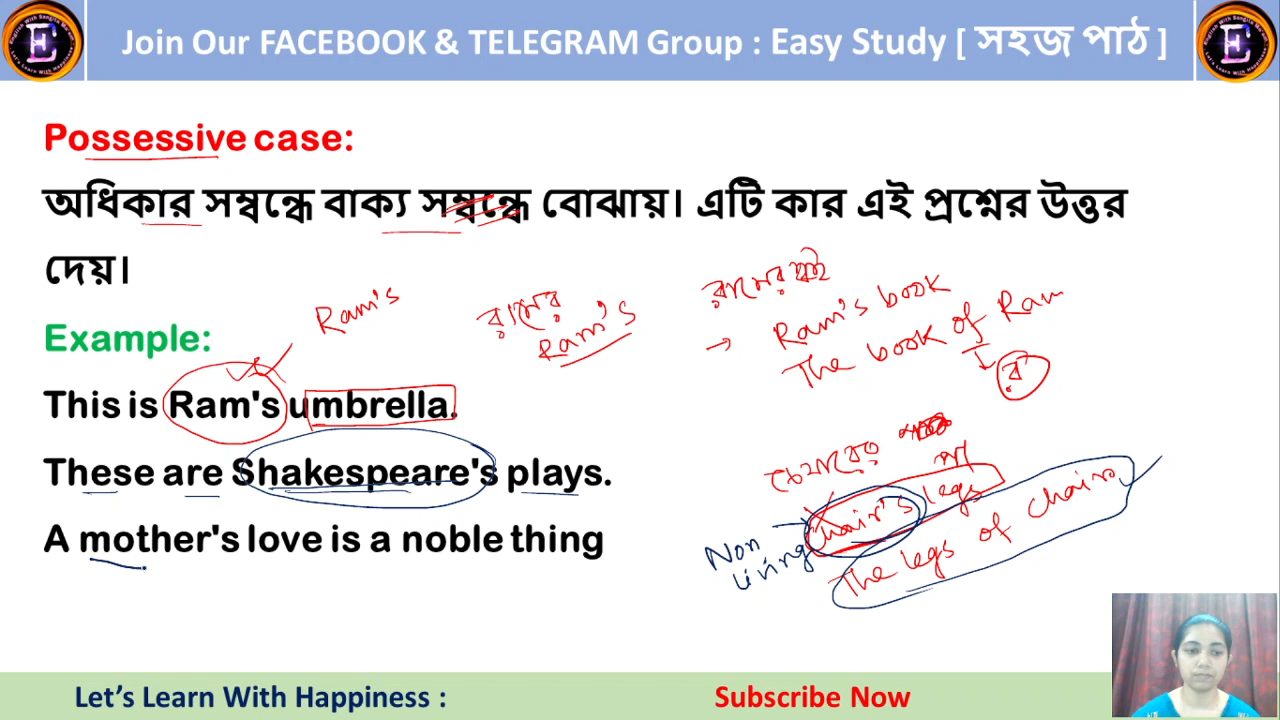 Join Our FACEBOOK & TELEGRAM Group : Easy Study [ সহজ পাঠ ]
Possessive case:
অধিকার সম্বন্ধে বাক্য সম্বন্ধে বোঝায়। এটি কার এই প্রশ্নের উত্তর
দেয়।
রামের বই
Ram's
রামের
Ram's
→ Ram's book
The book of Ram
র
Example:
This is Ram's umbrella.
These are Shakespeare's plays.
A mother's love is a noble thing
চেয়ারের পা
chair's legs
The legs of chair
Non
living
Let's Learn With Happiness :
Subscribe Now